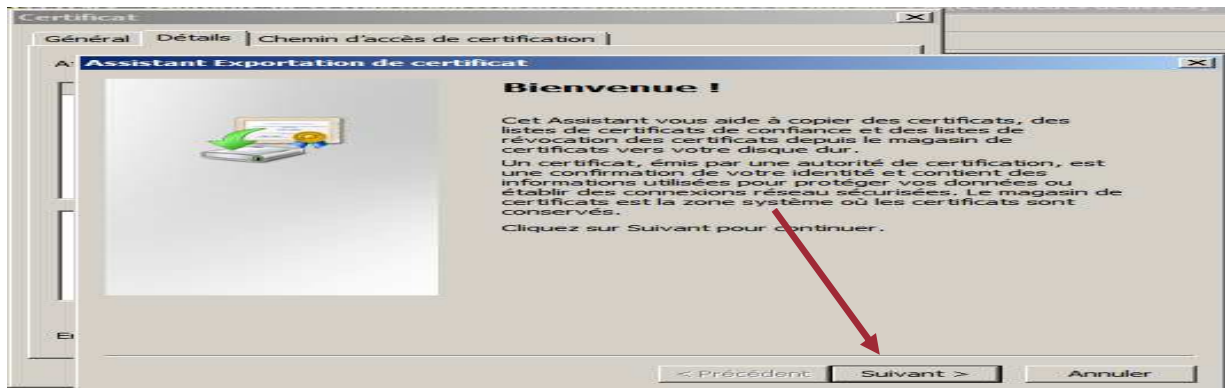 Certificat
Général Détails Chemin d'accès de certification
Assistant Exportation de certificat
Bienvenue !
Cet Assistant vous aide à copier des certificats, des
listes de certificats de confiance et des listes de
révocation des certificats depuis le magasin de
certificats vers votre disque dur.
Un certificat, émis par une autorité de certification, est
une confirmation de votre identité et contient des
informations utilisées pour protéger vos données ou
établir des connexions réseau sécurisées. Le magasin de
certificats est la zone système où les certificats sont
conservés.
Cliquez sur Suivant pour continuer.
< Précédent Suivant > Annuler